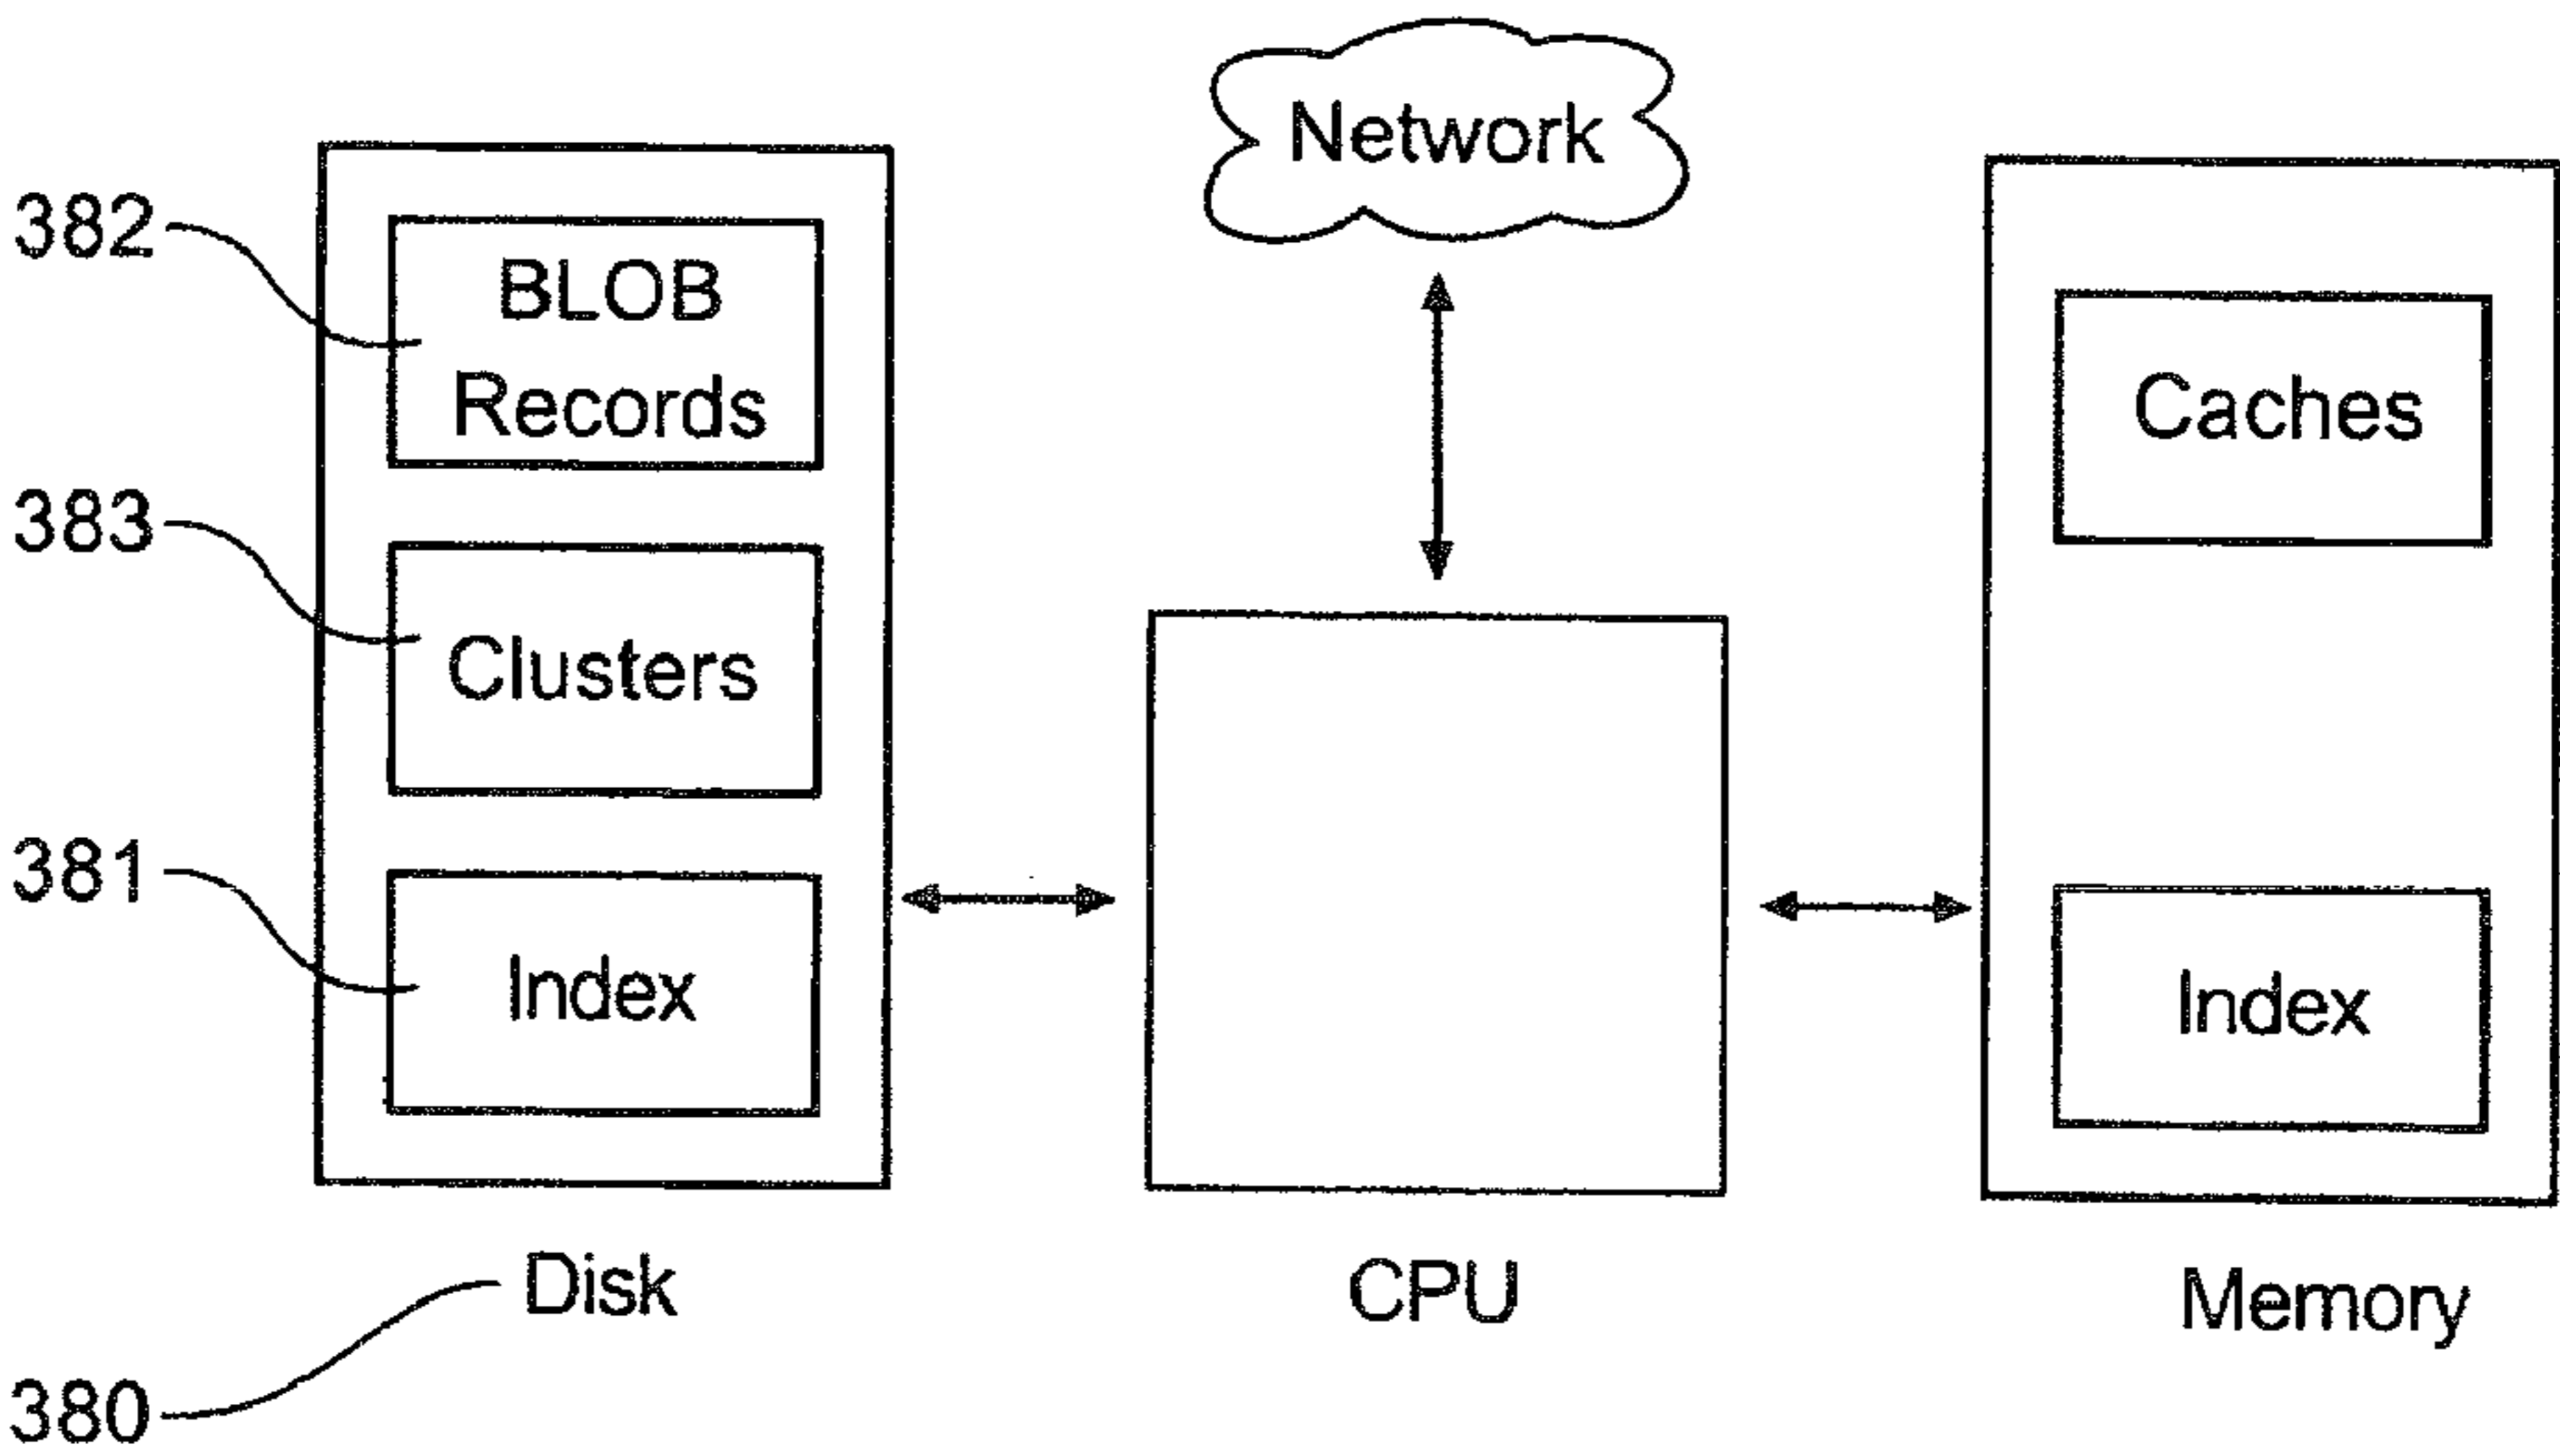 Network
382
BLOB
Records
Caches
383
Clusters
381
Index
Index
Disk
CPU
Memory
380